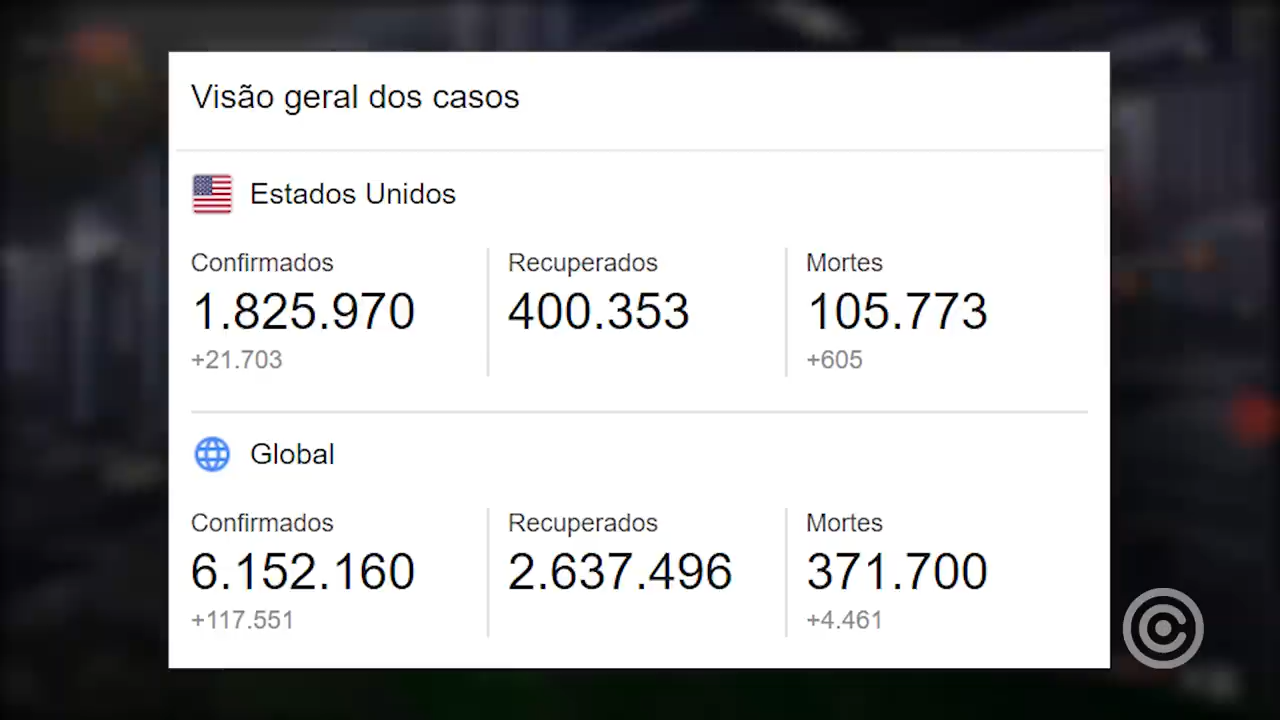 Visão geral dos casos
Estados Unidos
Confirmados Recuperados Mortes
1.825.970 400.353 105.773
+21.703 +605
Global
Confirmados Recuperados Mortes
6.152.160 2.637.496 371.700
+117.551 +4.461